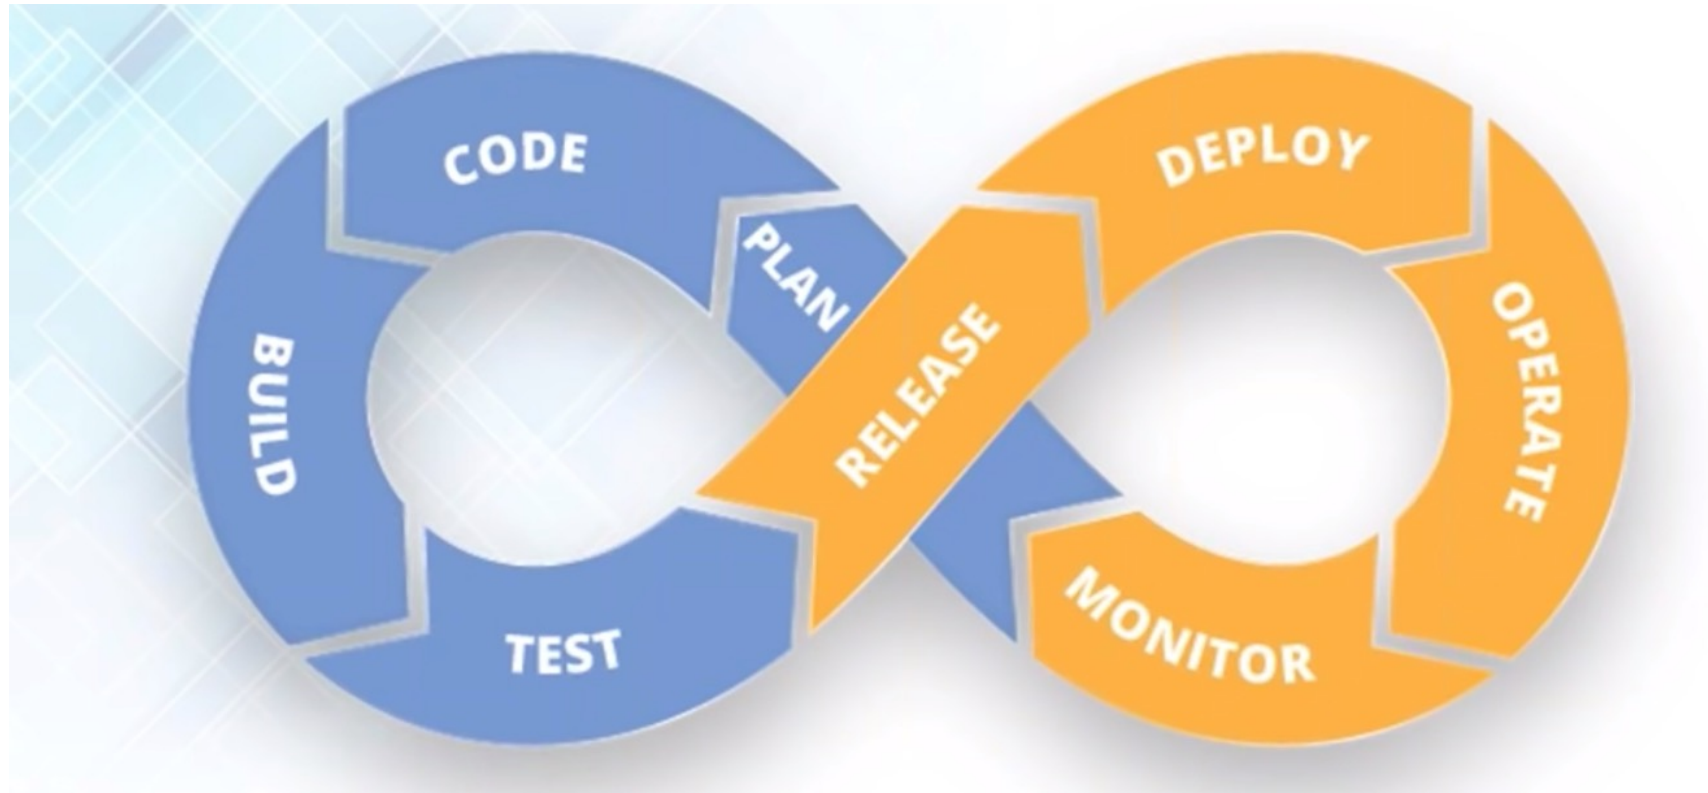 CODE
DEPLOY
PLAN
BUILD
RELEASE
OPERATE
TEST
MONITOR